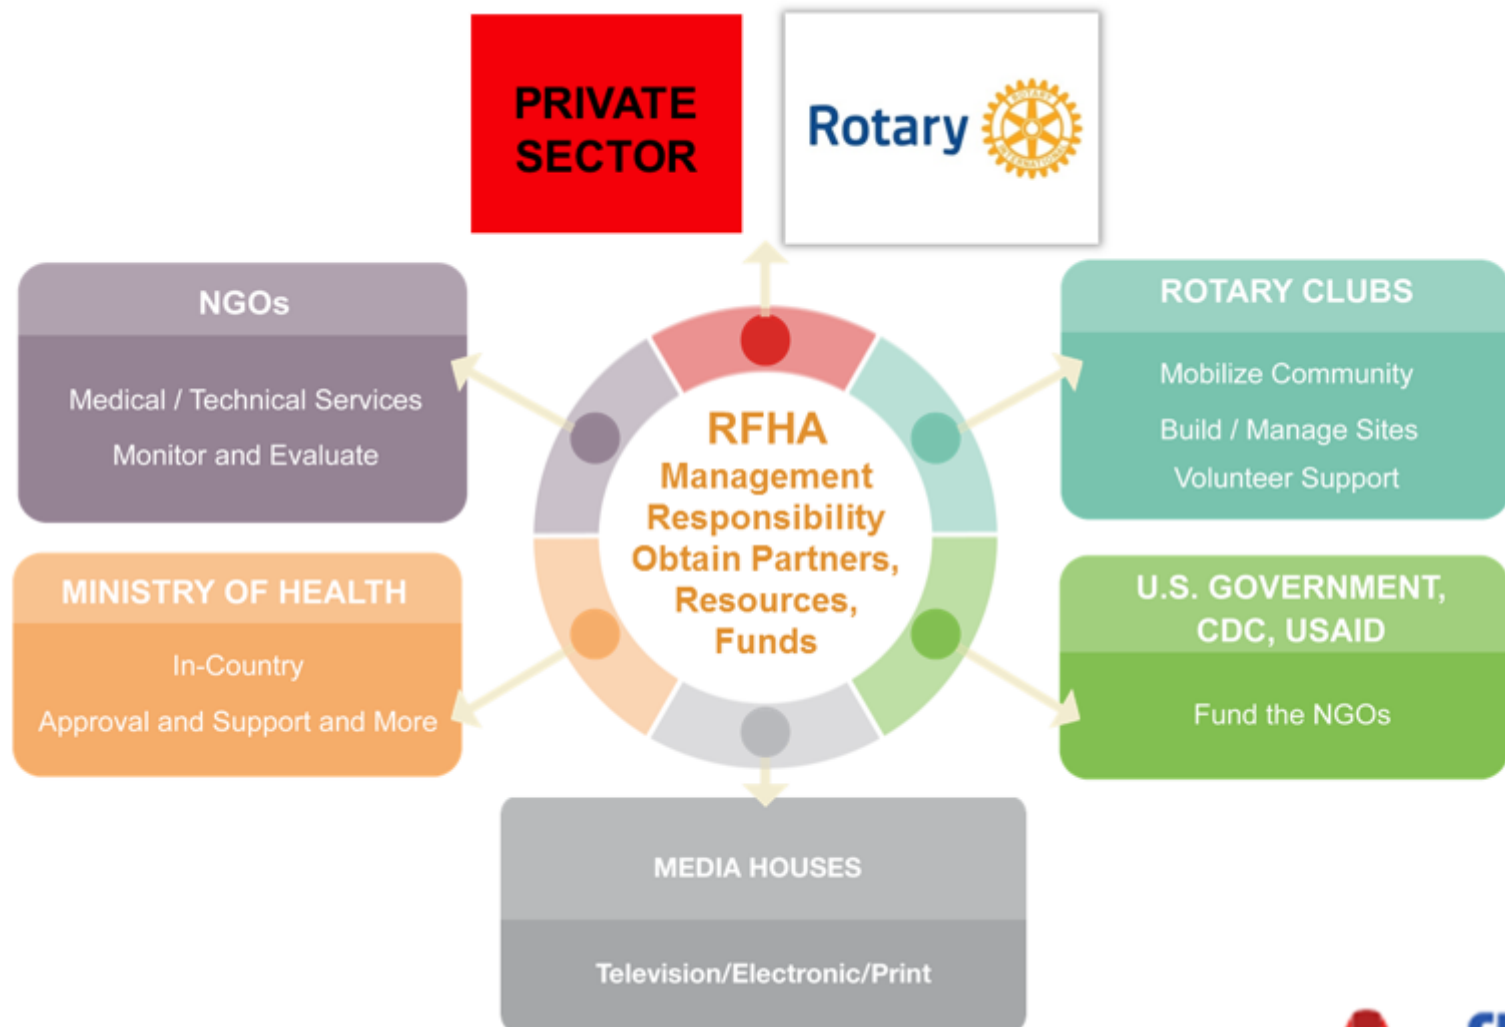 PRIVATE
SECTOR
Rotary
ROTARY
INTERNATIONAL
NGOs
Medical / Technical Services
Monitor and Evaluate
ROTARY CLUBS
Mobilize Community
Build / Manage Sites
Volunteer Support
RFHA
Management
Responsibility
Obtain Partners,
Resources,
Funds
MINISTRY OF HEALTH
In-Country
Approval and Support and More
U.S. GOVERNMENT,
CDC, USAID
Fund the NGOs
MEDIA HOUSES
Television/Electronic/Print